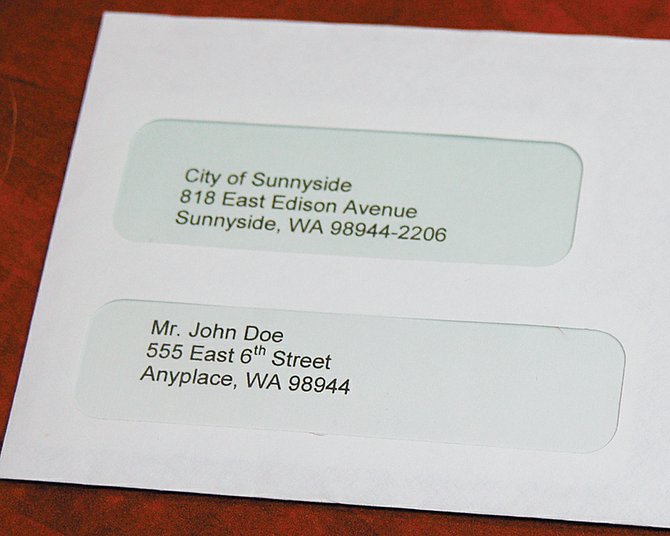 City of Sunnyside
818 East Edison Avenue
Sunnyside, WA 98944-2206
Mr. John Doe
555 East 6th Street
Anyplace, WA 98944